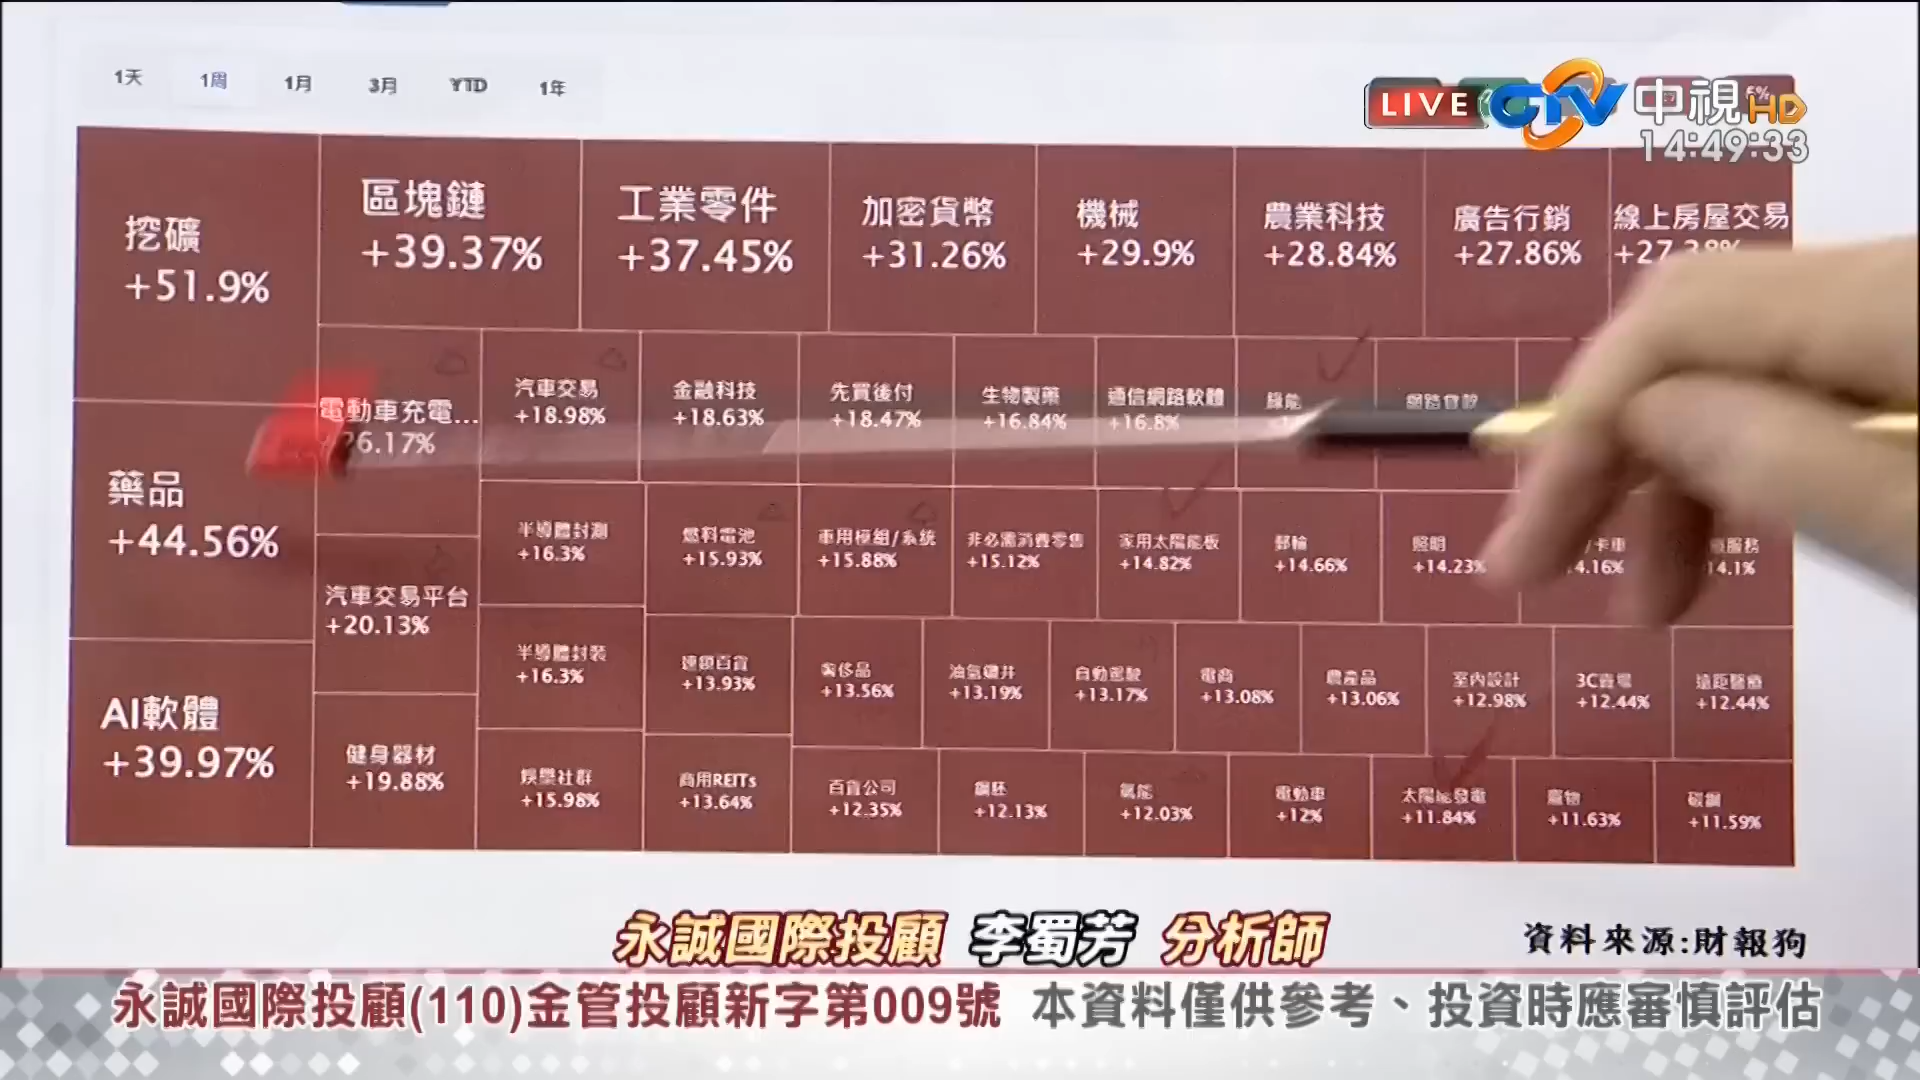 1天 1周 1月 3月 YTD 1年
LIVE CTV 中視HD
14:49:33
挖礦
+51.9%
區塊鏈
+39.37%
工業零件
+37.45%
加密貨幣
+31.26%
機械
+29.9%
農業科技
+28.84%
廣告行銷
+27.86%
線上房屋交易
電動車充電...
26.17%
汽車交易
+18.98%
金融科技
+18.63%
先買後付
+18.47%
生物製藥
+16.84%
通信網路軟體
+16.8%
綠能
網路貸款
藥品
+44.56%
汽車交易平台
+20.13%
半導體封測
+16.3%
燃料電池
+15.93%
車用模組/系統
+15.88%
非必需消費零售
+15.12%
家用太陽能板
+14.82%
郵輪
+14.66%
照明
+14.23%
/卡車
4.16%
服務
14.1%
半導體封裝
+16.3%
連鎖百貨
+13.93%
奢侈品
+13.56%
油氣鑽井
+13.19%
自動駕駛
+13.17%
電商
+13.08%
農產品
+13.06%
室內設計
+12.98%
3C賣場
+12.44%
遠距醫療
+12.44%
AI軟體
+39.97%
健身器材
+19.88%
娛樂社群
+15.98%
商用REITs
+13.64%
百貨公司
+12.35%
鋼胚
+12.13%
氫能
+12.03%
電動車
+12%
太陽能發電
+11.84%
寵物
+11.63%
碳鋼
+11.59%
永誠國際投顧 李蜀芳 分析師
資料來源:財報狗
永誠國際投顧(110)金管投顧新字第009號 本資料僅供參考、投資時應審慎評估